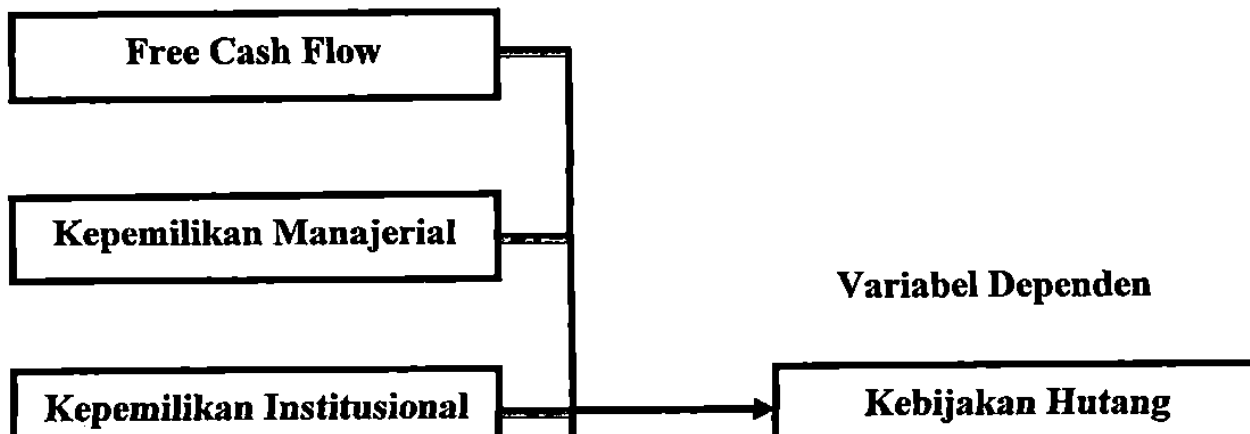 Free Cash Flow
Kepemilikan Manajerial
Variabel Dependen
Kepemilikan Institusional
Kebijakan Hutang